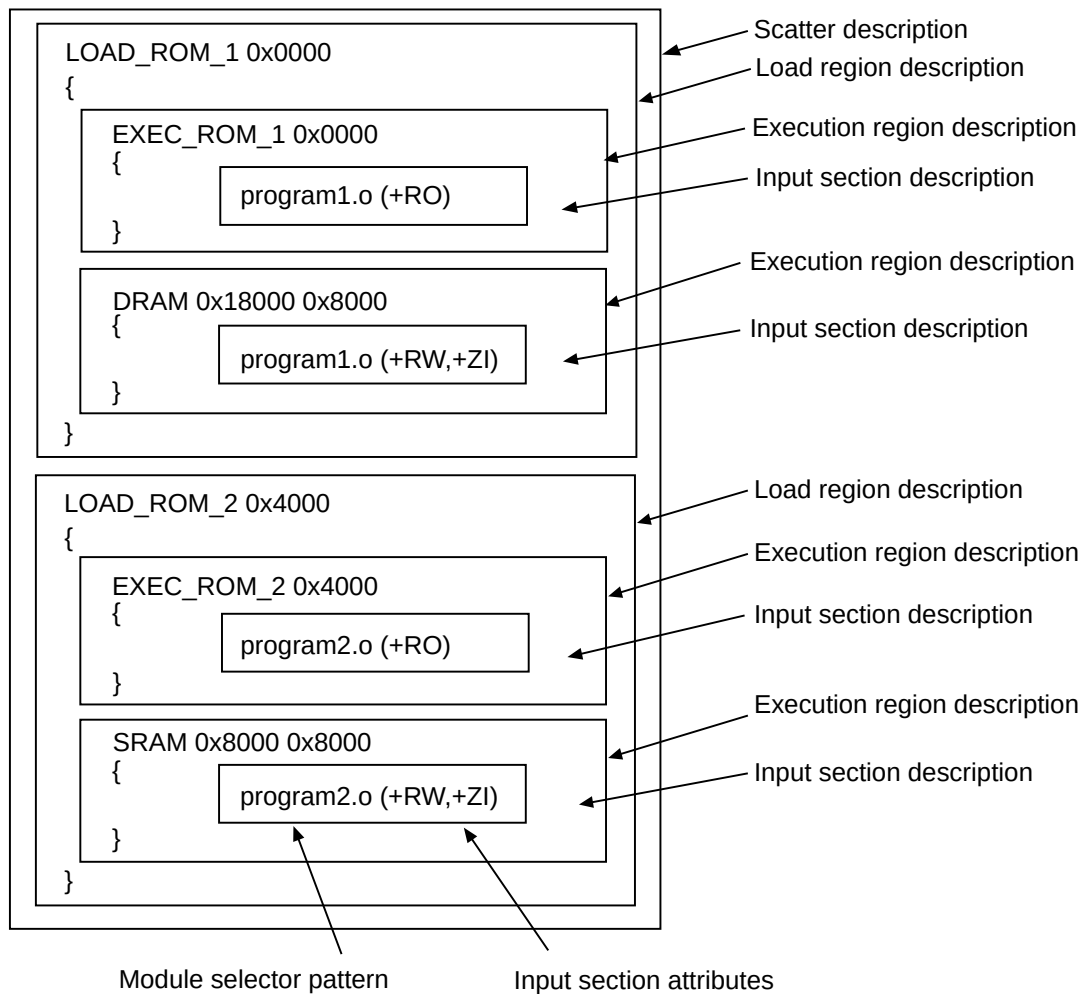 Scatter description
LOAD_ROM_1 0x0000
Load region description
{
EXEC_ROM_1 0x0000
Execution region description
{
program1.o (+RO)
Input section description
}
DRAM 0x18000 0x8000
Execution region description
{
program1.o (+RW,+ZI)
Input section description
}
}
LOAD_ROM_2 0x4000
Load region description
{
EXEC_ROM_2 0x4000
Execution region description
{
program2.o (+RO)
Input section description
}
SRAM 0x8000 0x8000
Execution region description
{
program2.o (+RW,+ZI)
Input section description
}
}
Module selector pattern
Input section attributes